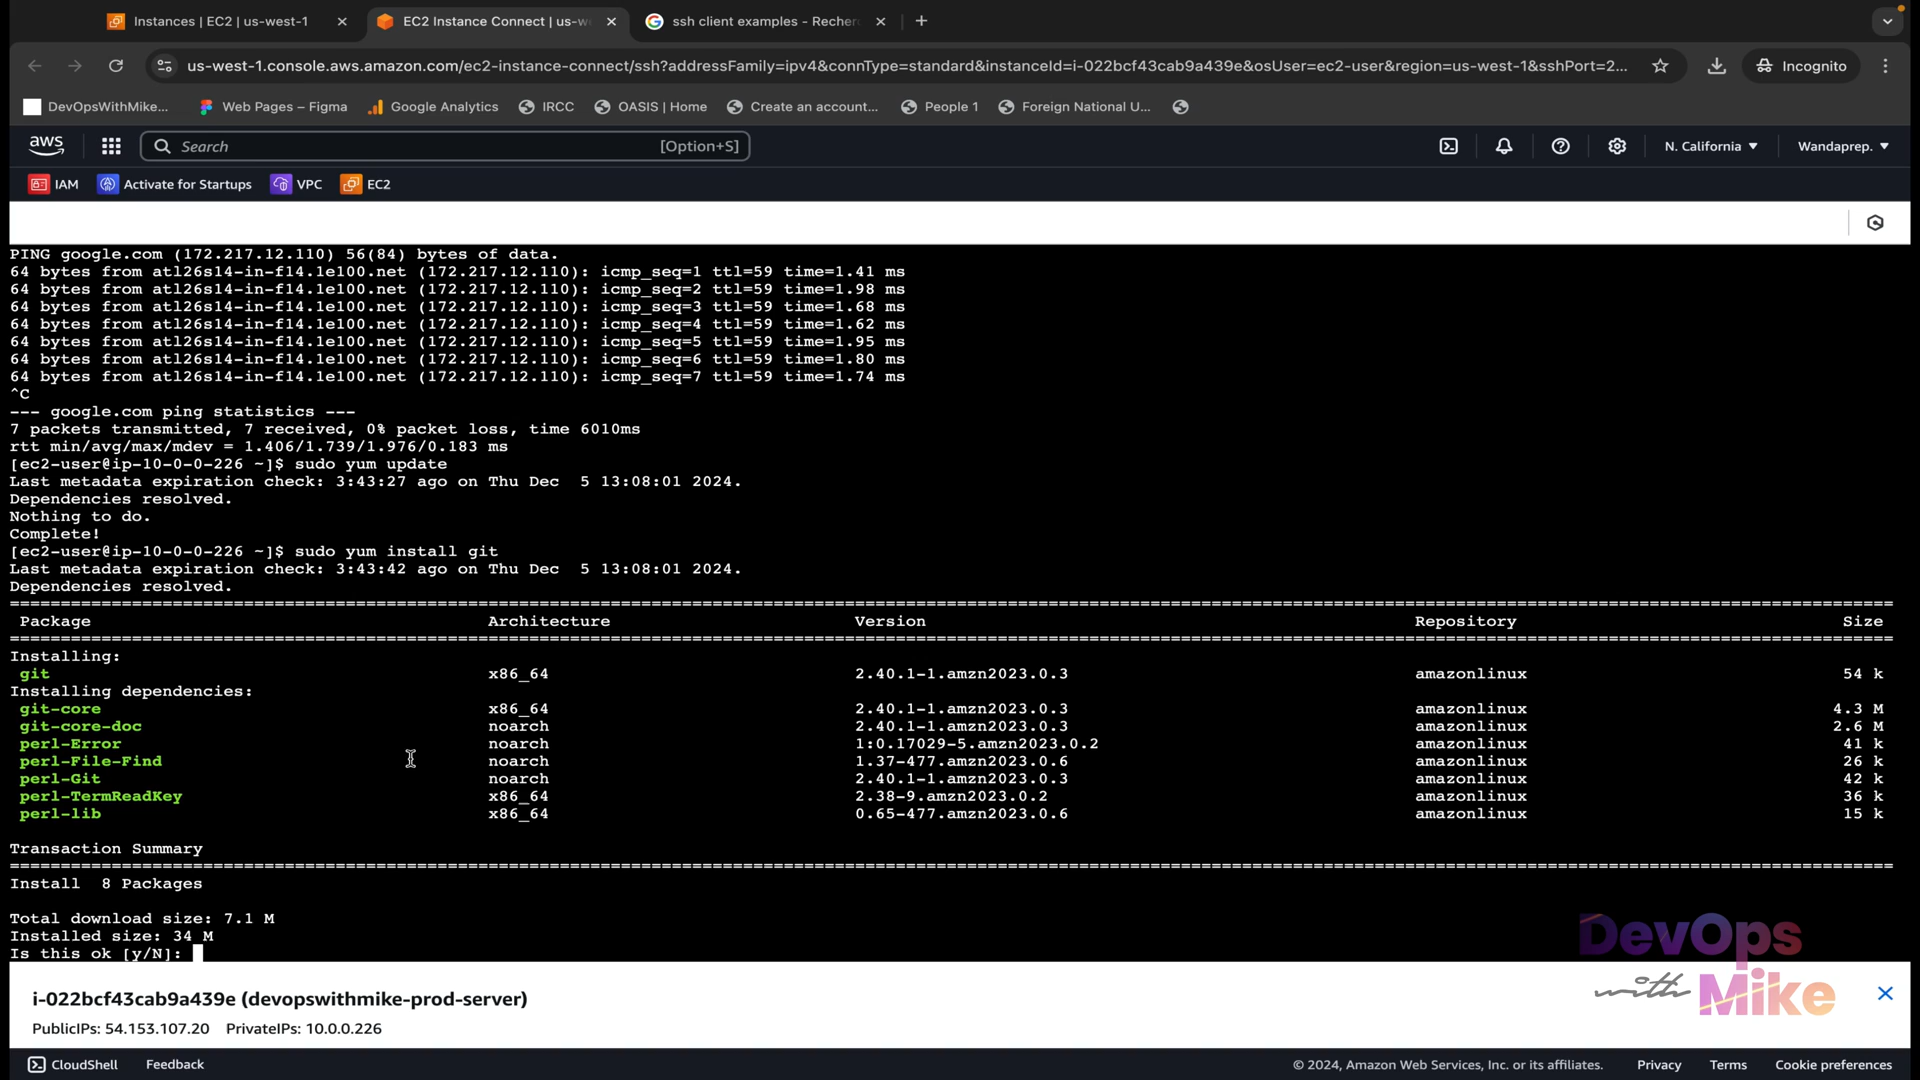 Instances | EC2 | us-west-1
EC2 Instance Connect | us-w
ssh client examples - Recher
us-west-1.console.aws.amazon.com/ec2-instance-connect/ssh?addressFamily=ipv4&connType=standard&instanceId=i-022bcf43cab9a439e&osUser=ec2-user&region=us-west-1&sshPort=2...
Incognito
DevOpsWithMike...
Web Pages – Figma
Google Analytics
IRCC
OASIS | Home
Create an account...
People 1
Foreign National U...
aws
Search
[Option+S]
N. California
Wandaprep.
IAM
Activate for Startups
VPC
EC2
PING google.com (172.217.12.110) 56(84) bytes of data.
64 bytes from atl26s14-in-f14.1e100.net (172.217.12.110): icmp_seq=1 ttl=59 time=1.41 ms
64 bytes from atl26s14-in-f14.1e100.net (172.217.12.110): icmp_seq=2 ttl=59 time=1.98 ms
64 bytes from atl26s14-in-f14.1e100.net (172.217.12.110): icmp_seq=3 ttl=59 time=1.68 ms
64 bytes from atl26s14-in-f14.1e100.net (172.217.12.110): icmp_seq=4 ttl=59 time=1.62 ms
64 bytes from atl26s14-in-f14.1e100.net (172.217.12.110): icmp_seq=5 ttl=59 time=1.95 ms
64 bytes from atl26s14-in-f14.1e100.net (172.217.12.110): icmp_seq=6 ttl=59 time=1.80 ms
64 bytes from atl26s14-in-f14.1e100.net (172.217.12.110): icmp_seq=7 ttl=59 time=1.74 ms
^C
--- google.com ping statistics ---
7 packets transmitted, 7 received, 0% packet loss, time 6010ms
rtt min/avg/max/mdev = 1.406/1.739/1.976/0.183 ms
[ec2-user@ip-10-0-0-226 ~]$ sudo yum update
Last metadata expiration check: 3:43:27 ago on Thu Dec  5 13:08:01 2024.
Dependencies resolved.
Nothing to do.
Complete!
[ec2-user@ip-10-0-0-226 ~]$ sudo yum install git
Last metadata expiration check: 3:43:42 ago on Thu Dec  5 13:08:01 2024.
Dependencies resolved.
Package Architecture Version Repository Size
Installing:
git x86_64 2.40.1-1.amzn2023.0.3 amazonlinux 54 k
Installing dependencies:
git-core x86_64 2.40.1-1.amzn2023.0.3 amazonlinux 4.3 M
git-core-doc noarch 2.40.1-1.amzn2023.0.3 amazonlinux 2.6 M
perl-Error noarch 1:0.17029-5.amzn2023.0.2 amazonlinux 41 k
perl-File-Find noarch 1.37-477.amzn2023.0.6 amazonlinux 26 k
perl-Git noarch 2.40.1-1.amzn2023.0.3 amazonlinux 42 k
perl-TermReadKey x86_64 2.38-9.amzn2023.0.2 amazonlinux 36 k
perl-lib x86_64 0.65-477.amzn2023.0.6 amazonlinux 15 k
Transaction Summary
Install  8 Packages
Total download size: 7.1 M
Installed size: 34 M
Is this ok [y/N]:
DevOps
with Mike
i-022bcf43cab9a439e (devopswithmike-prod-server)
PublicIPs: 54.153.107.20 PrivateIPs: 10.0.0.226
CloudShell
Feedback
© 2024, Amazon Web Services, Inc. or its affiliates.
Privacy
Terms
Cookie preferences